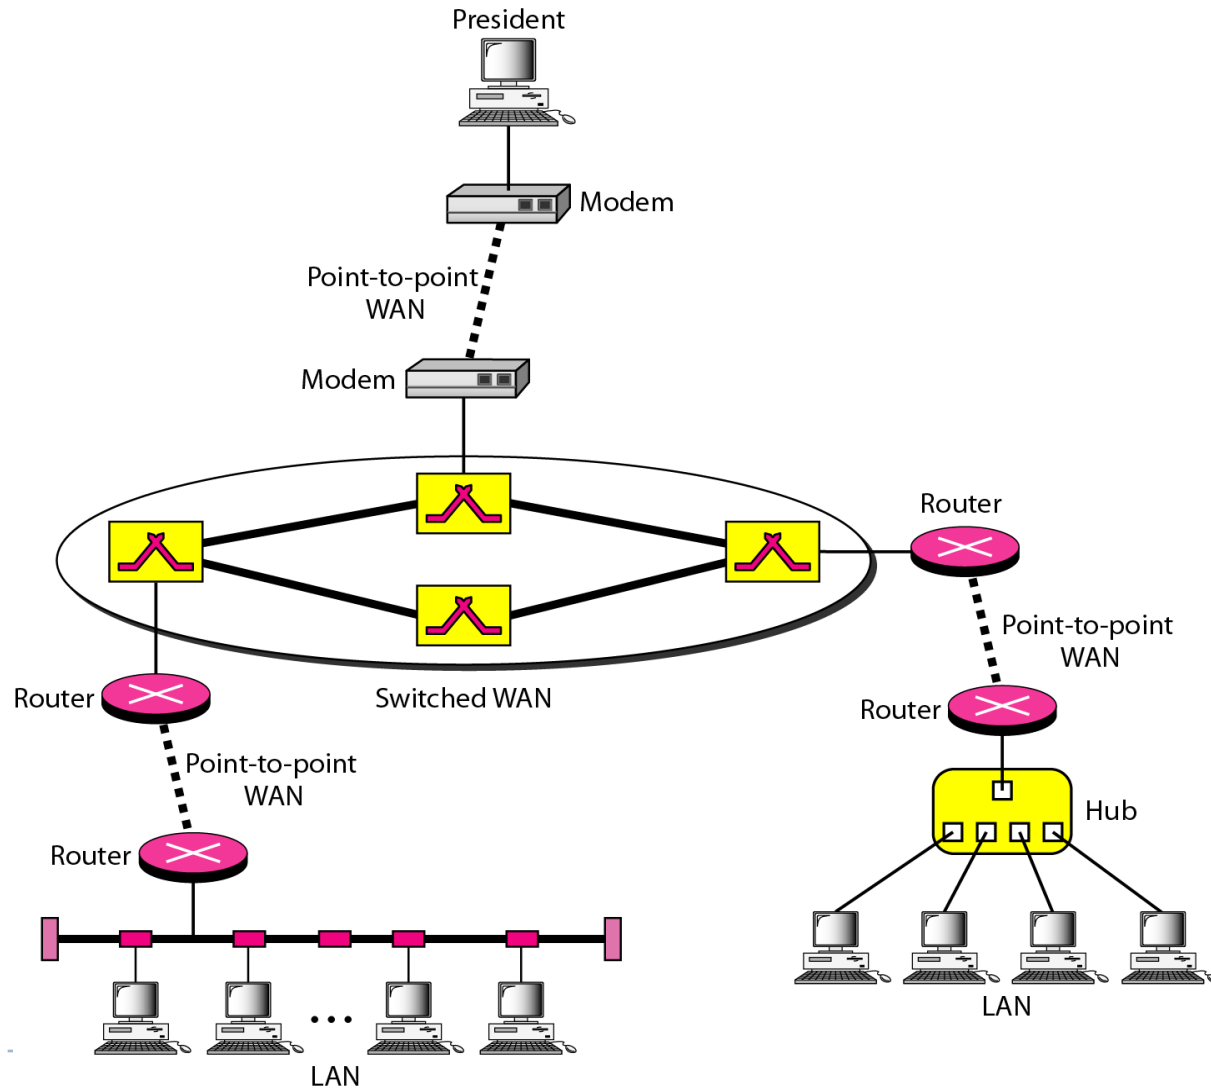 President
Modem
Point-to-point
WAN
Modem
Router
Point-to-point
WAN
Router
Switched WAN
Router
Point-to-point
WAN
Hub
Router
LAN
LAN